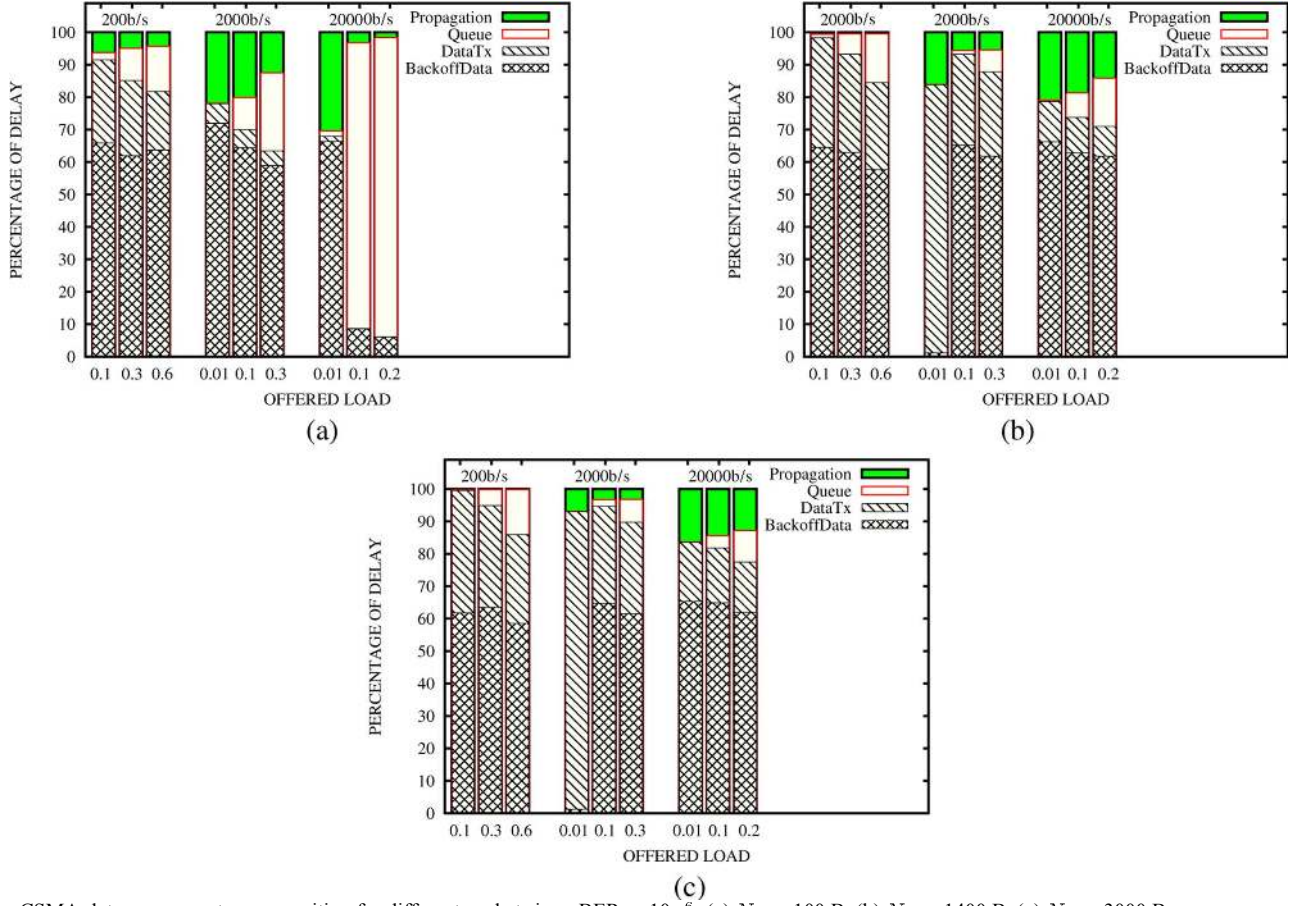 200b/s 2000b/s 20000b/s
Propagation
Queue
DataTx
BackoffData
100
90
80
70
60
50
40
30
20
10
0
PERCENTAGE OF DELAY
0.1 0.3 0.6 0.01 0.1 0.3 0.01 0.1 0.2
OFFERED LOAD
(a)
200b/s 2000b/s 20000b/s
Propagation
Queue
DataTx
BackoffData
100
90
80
70
60
50
40
30
20
10
0
PERCENTAGE OF DELAY
0.1 0.3 0.6 0.01 0.1 0.3 0.01 0.1 0.2
OFFERED LOAD
(b)
200b/s 2000b/s 20000b/s
Propagation
Queue
DataTx
BackoffData
100
90
80
70
60
50
40
30
20
10
0
PERCENTAGE OF DELAY
0.1 0.3 0.6 0.01 0.1 0.3 0.01 0.1 0.2
OFFERED LOAD
(c)